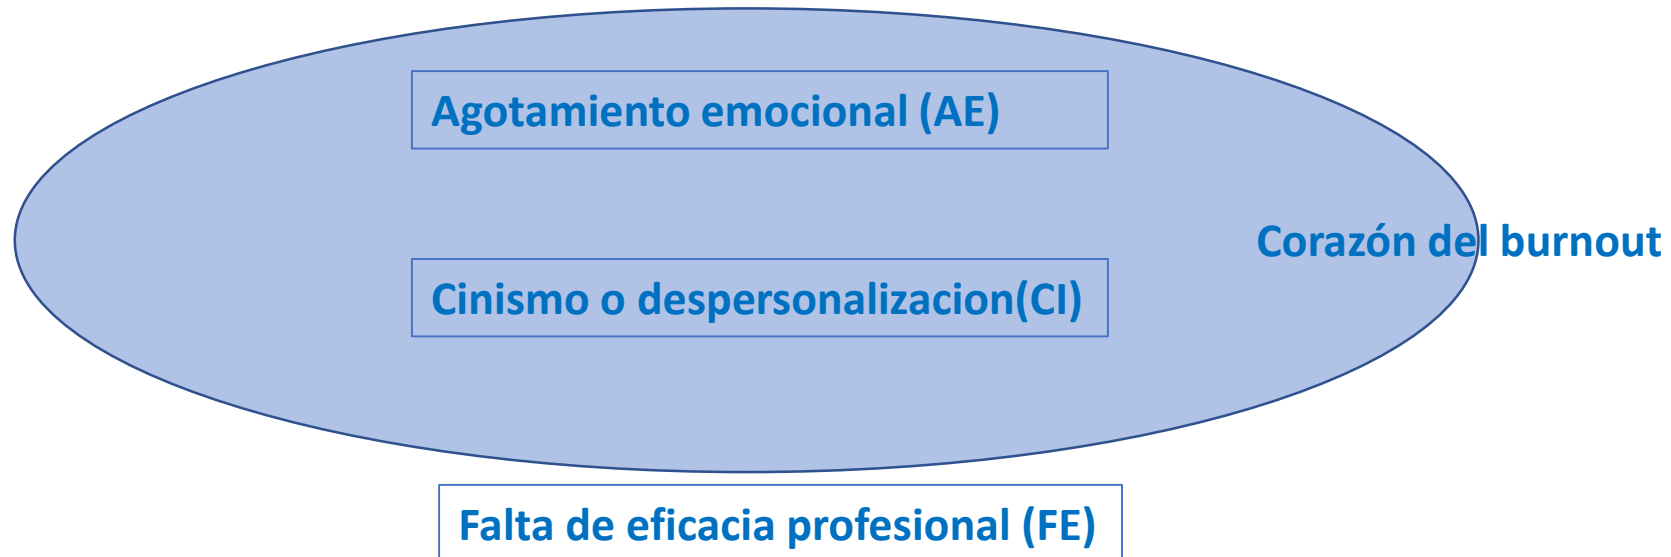 Agotamiento emocional (AE)
Corazón del burnout
Cinismo o despersonalizacion(CI)
Falta de eficacia profesional (FE)